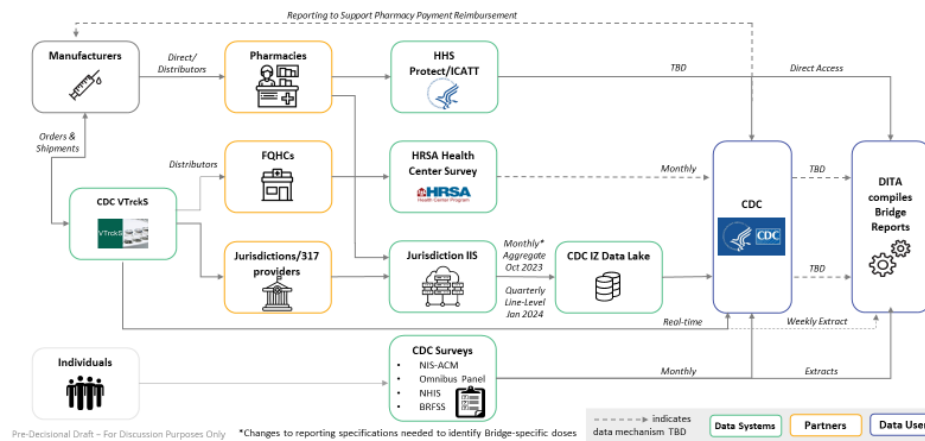 Reporting to Support Pharmacy Payment Reimbursement
Manufacturers
Direct/
Distributors
Pharmacies
HHS
Protect/ICATT
TBD
Direct Access
Orders &
Shipments
Distributors
FQHCs
HRSA Health
Center Survey
HRSA
Health Center Program
Monthly
CDC
CDC
TBD
DITA
compiles
Bridge
Reports
CDC VTrckS
VTrckS
Jurisdictions/317
providers
Jurisdiction IIS
Monthly*
Aggregate
Oct 2023
Quarterly
Line-Level
Jan 2024
CDC IZ Data Lake
TBD
Real-time
Weekly Extract
Individuals
CDC Surveys
• NIS-ACM
• Omnibus Panel
• NHIS
• BRFSS
Monthly
Extracts
Pre-Decisional Draft – For Discussion Purposes Only
*Changes to reporting specifications needed to identify Bridge-specific doses
indicates
data mechanism TBD
Data Systems
Partners
Data User